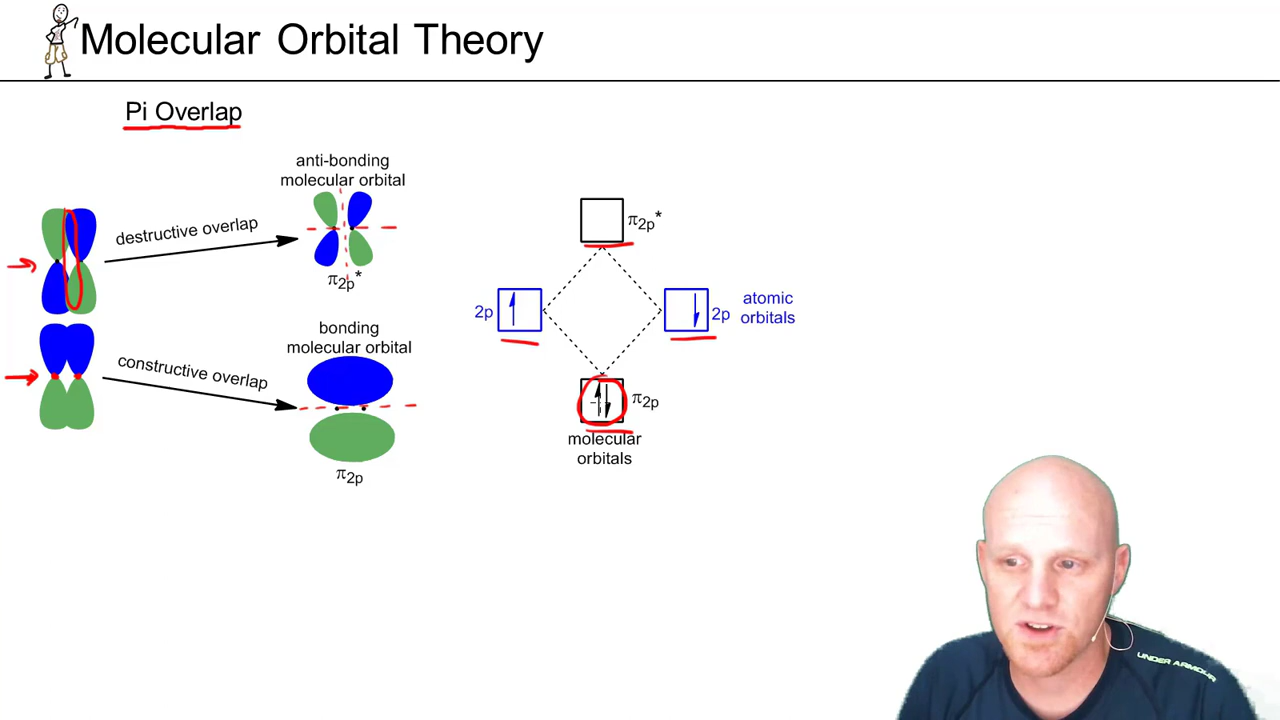 Molecular Orbital Theory
Pi Overlap
anti-bonding
molecular orbital
destructive overlap
π2p*
bonding
molecular orbital
constructive overlap
π2p
π2p*
2p
2p
atomic
orbitals
π2p
molecular
orbitals
UNDER ARMOUR